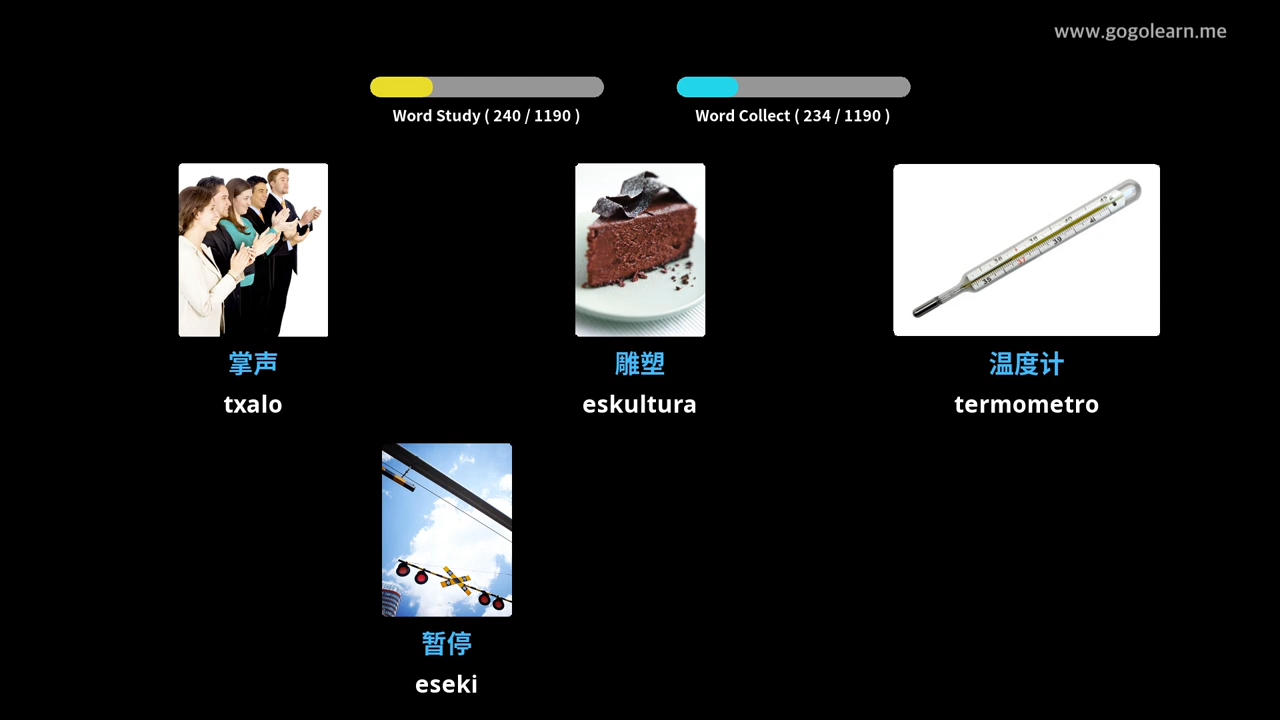 www.gogolearn.me
Word Study ( 240 / 1190 )
Word Collect ( 234 / 1190 )
掌声
txalo
雕塑
eskultura
温度计
termometro
暂停
eseki